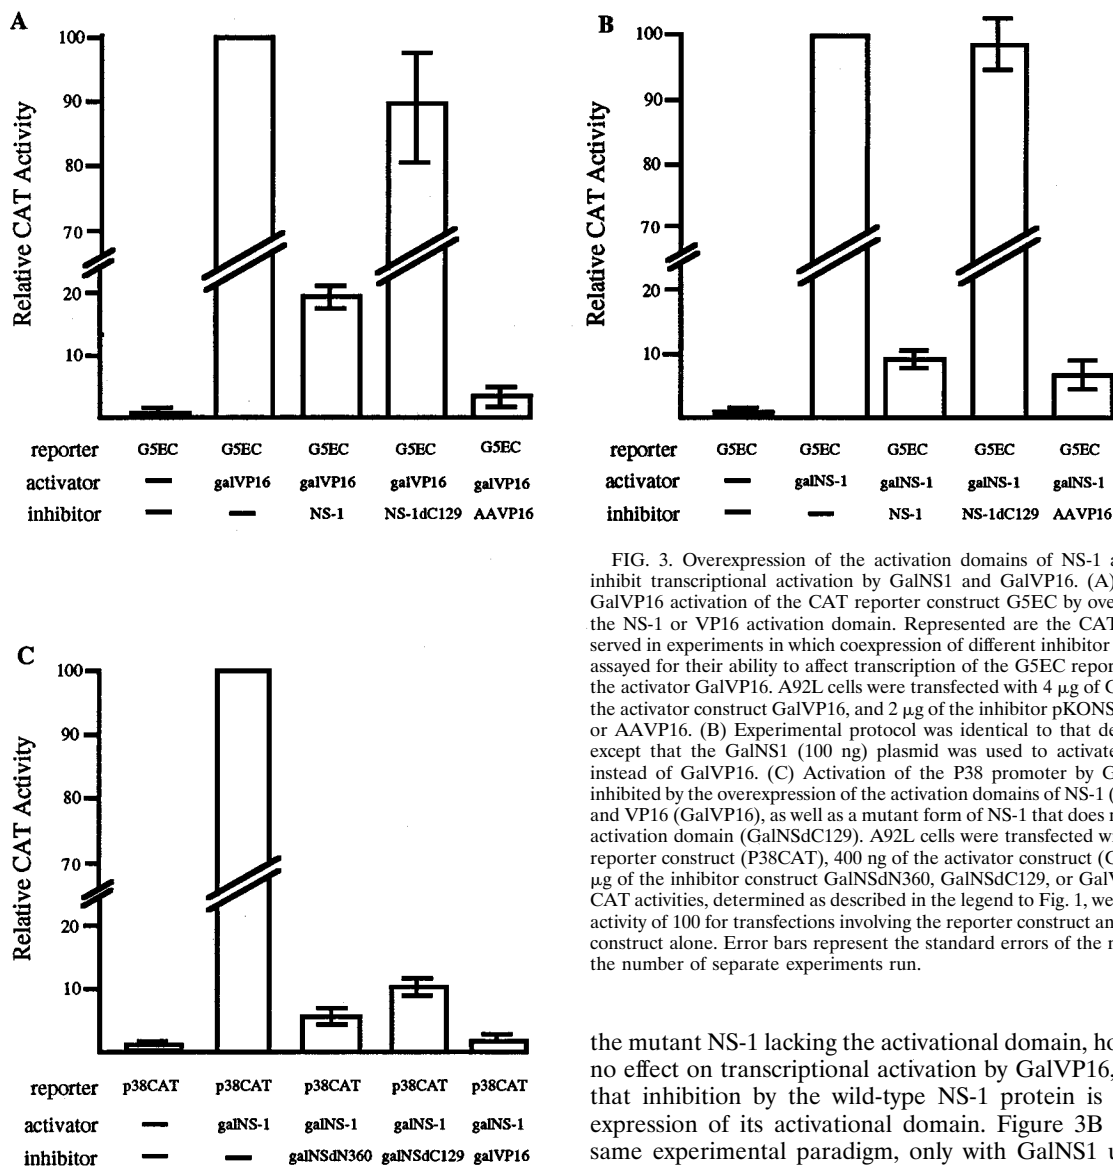 A
Relative CAT Activity
100
90
80
70
20
10
reporter G5EC G5EC G5EC G5EC G5EC
activator — galVP16 galVP16 galVP16 galVP16
inhibitor — — NS-1 NS-1dC129 AAVP16
B
Relative CAT Activity
100
90
80
70
20
10
reporter G5EC G5EC G5EC G5EC G5EC
activator — galNS-1 galNS-1 galNS-1 galNS-1
inhibitor — — NS-1 NS-1dC129 AAVP16
C
Relative CAT Activity
100
90
80
70
20
10
reporter p38CAT p38CAT p38CAT p38CAT p38CAT
activator — galNS-1 galNS-1 galNS-1 galNS-1
inhibitor — — galNSdN360 galNSdC129 galVP16
FIG. 3. Overexpression of the activation domains of NS-1 a
inhibit transcriptional activation by GalNS1 and GalVP16. (A)
GalVP16 activation of the CAT reporter construct G5EC by over
the NS-1 or VP16 activation domain. Represented are the CAT
served in experiments in which coexpression of different inhibitor
assayed for their ability to affect transcription of the G5EC repor
the activator GalVP16. A92L cells were transfected with 4 μg of G
the activator construct GalVP16, and 2 μg of the inhibitor pKONS
or AAVP16. (B) Experimental protocol was identical to that de
except that the GalNS1 (100 ng) plasmid was used to activate
instead of GalVP16. (C) Activation of the P38 promoter by G
inhibited by the overexpression of the activation domains of NS-1 (
and VP16 (GalVP16), as well as a mutant form of NS-1 that does n
activation domain (GalNSdC129). A92L cells were transfected wi
reporter construct (P38CAT), 400 ng of the activator construct (G
μg of the inhibitor construct GalNSdN360, GalNSdC129, or GalV
CAT activities, determined as described in the legend to Fig. 1, we
activity of 100 for transfections involving the reporter construct an
construct alone. Error bars represent the standard errors of the m
the number of separate experiments run.
the mutant NS-1 lacking the activational domain, ho
no effect on transcriptional activation by GalVP16,
that inhibition by the wild-type NS-1 protein is
expression of its activational domain. Figure 3B
same experimental paradigm, only with GalNS1 u